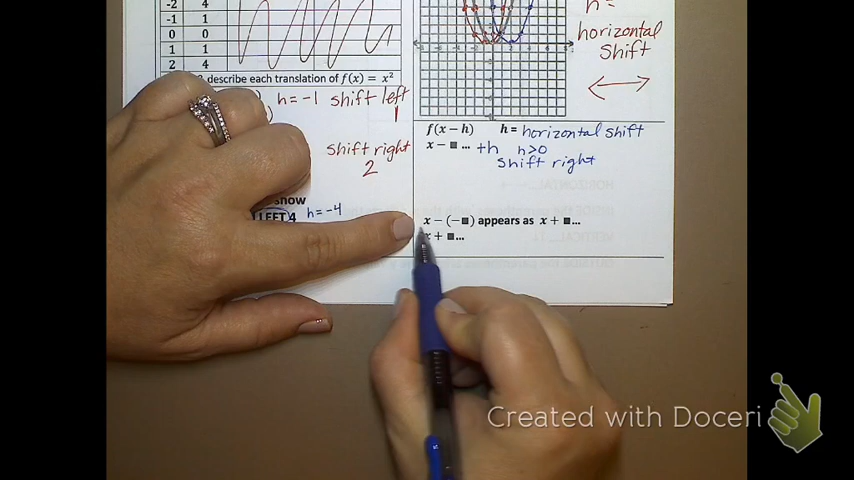 -2 4
-1 1
0 0
1 1
2 4
describe each translation of f(x) = x²
h = -1 shift left
1
shift right
2
now
LEFT 4 h = -4
h =
horizontal
shift
f(x − h) h = horizontal shift
x − ■ ... +h h>0
shift right
x − (−■) appears as x + ■...
x + ■...
Created with Doceri